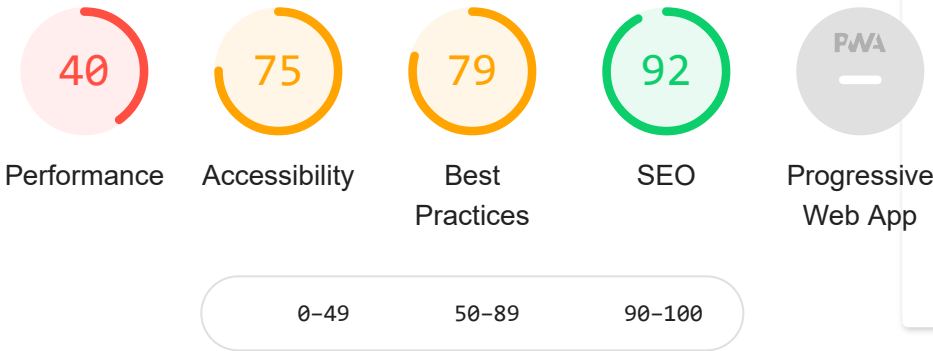 40
75
79
92
PWA
Performance
Accessibility
Best
Practices
SEO
Progressive
Web App
0–49
50–89
90–100